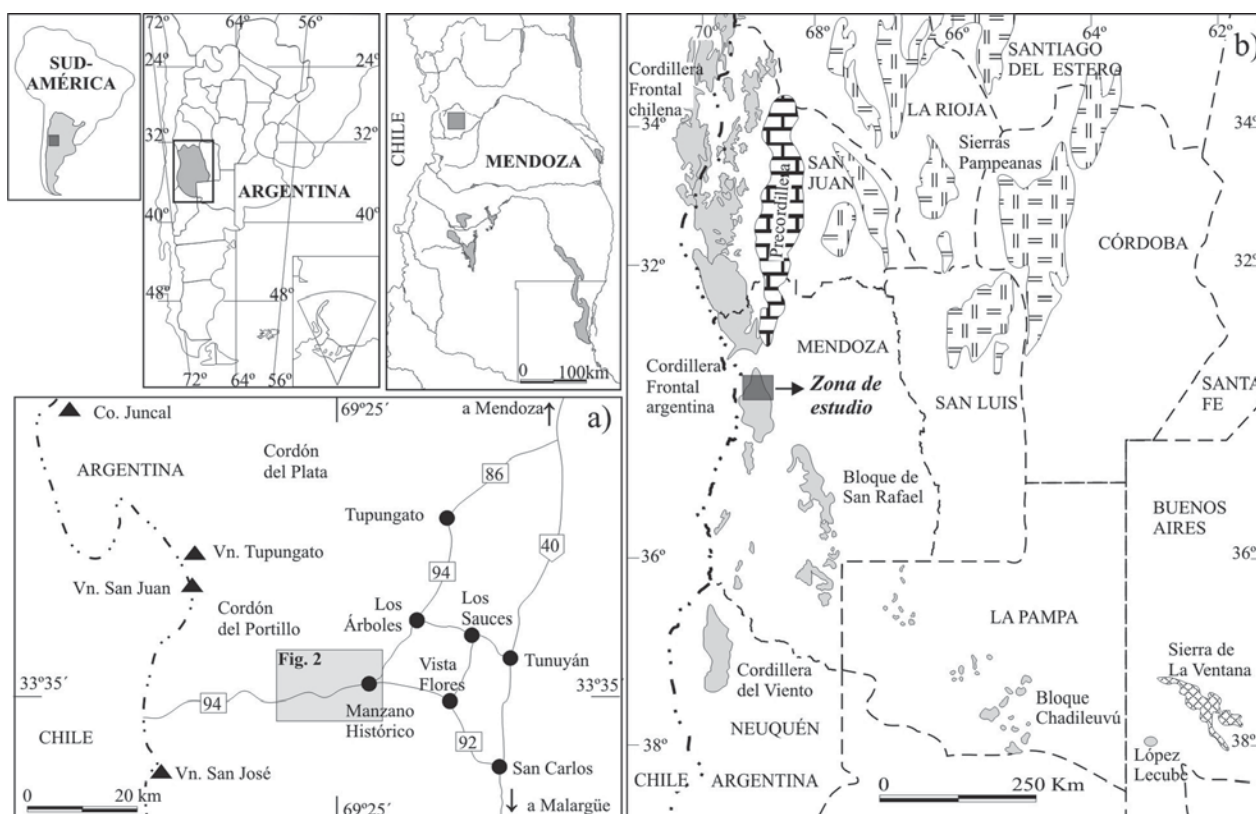 SUD-
AMÉRICA
72º
56º
64º
24º
24º
32º
32º
ARGENTINA
40º
40º
48º
48º
72º
64º
56º
CHILE
MENDOZA
0
100km
a)
Co. Juncal
69º25´
a Mendoza
Cordón
del Plata
ARGENTINA
86
Tupungato
40
Vn. Tupungato
Vn. San Juan
94
Cordón
del Portillo
Los
Árboles
Los
Sauces
Fig. 2
Vista
Flores
Tunuyán
33º35´
33º35´
94
Manzano
Histórico
92
CHILE
Vn. San José
San Carlos
0
20 km
69º25´
a Malargüe
b)
70º
68º
66º
64º
62º
SANTIAGO
DEL ESTERO
Cordillera
Frontal
chilena
LA RIOJA
34º
34º
Sierras
Pampeanas
SAN
JUAN
Precordillera
CÓRDOBA
32º
32º
MENDOZA
Cordillera
Frontal
argentina
Zona de
estudio
SAN LUIS
SANTA
FE
Bloque de
San Rafael
BUENOS
AIRES
36º
36º
LA PAMPA
Sierra de
La Ventana
Cordillera
del Viento
Bloque
Chadileuvú
NEUQUÉN
38º
38º
López
Lecube
CHILE
ARGENTINA
0
250 Km